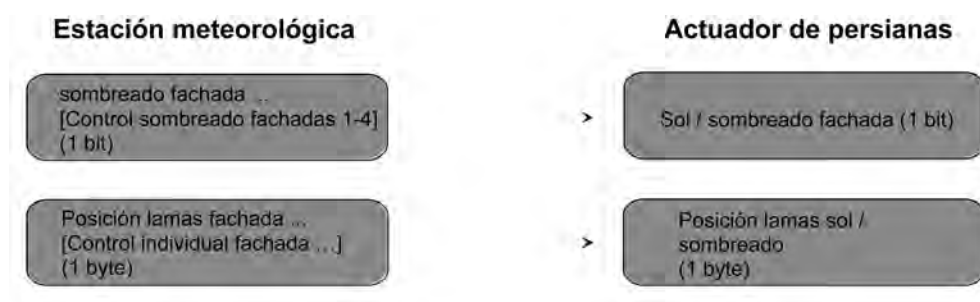 Estación meteorológica
Actuador de persianas
sombreado fachada ...
[Control sombreado fachadas 1-4]
(1 bit)
Sol / sombreado fachada (1 bit)
Posición lamas fachada ...
[Control individual fachada ...]
(1 byte)
Posición lamas sol /
sombreado
(1 byte)